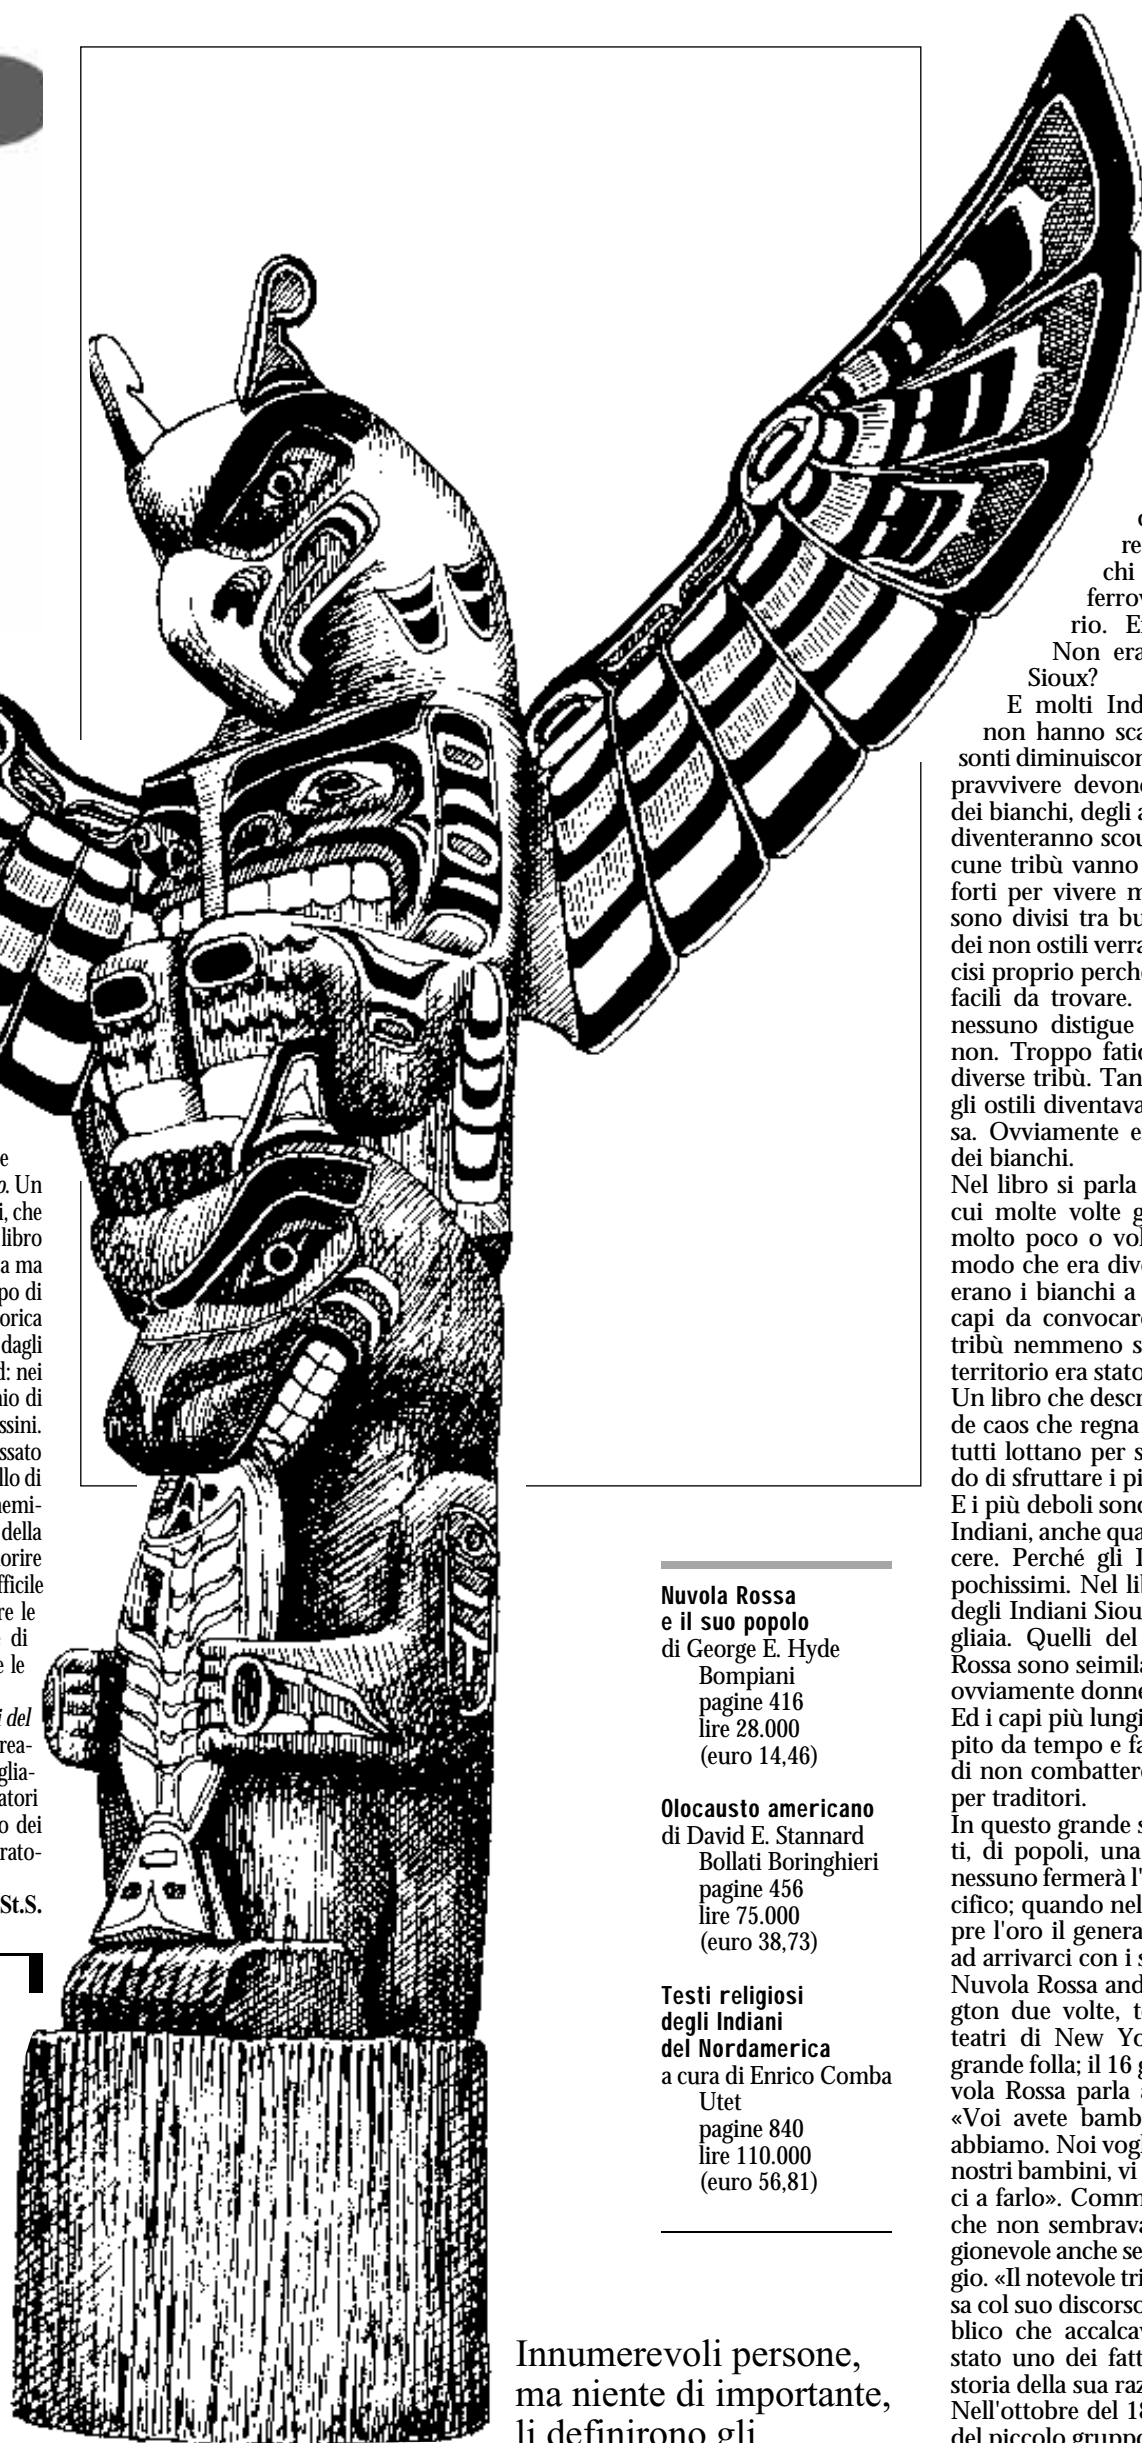 e
o. Un
i, che
libro
a ma
po di
orica
dagli
d: nei
nio di
ssini.
ssato
llo di
nemi-
della
orire
fficile
re le
di
e le
i del
rea-
glia-
atori
o dei
rato-
St.S.
Nuvola Rossa
e il suo popolo
di George E. Hyde
Bompiani
pagine 416
lire 28.000
(euro 14,46)
Olocausto americano
di David E. Stannard
Bollati Boringhieri
pagine 456
lire 75.000
(euro 38,73)
Testi religiosi
degli Indiani
del Nordamerica
a cura di Enrico Comba
Utet
pagine 840
lire 110.000
(euro 56,81)
Innumerevoli persone,
ma niente di importante,
li definirono gli
re
chi
ferrov
rio. E
Non era
Sioux?
E molti Ind
non hanno sca
sonti diminuiscon
pravvivere devono
dei bianchi, degli a
diventeranno scou
cune tribù vanno
forti per vivere m
sono divisi tra bu
dei non ostili verra
cisi proprio perché
facili da trovare.
nessuno distigue
non. Troppo fatic
diverse tribù. Tan
gli ostili diventava
sa. Ovviamente e
dei bianchi.
Nel libro si parla
cui molte volte g
molto poco o vol
modo che era dive
erano i bianchi a
capi da convocare
tribù nemmeno s
territorio era stato
Un libro che descr
de caos che regna
tutti lottano per s
do di sfruttare i pi
E i più deboli sono
Indiani, anche qua
cere. Perché gli I
pochissimi. Nel lib
degli Indiani Siou
gliaia. Quelli del
Rossa sono seimila
ovviamente donne
Ed i capi più lungi
pito da tempo e fa
di non combattere
per traditori.
In questo grande s
ti, di popoli, una
nessuno fermerà l'
cifico; quando nel
pre l'oro il genera
ad arrivarci con i s
Nuvola Rossa and
gton due volte, t
teatri di New Yo
grande folla; il 16 g
vola Rossa parla a
«Voi avete bamb
abbiamo. Noi vogl
nostri bambini, vi
ci a farlo». Comm
che non sembrava
gionevole anche se
gio. «Il notevole tri
sa col suo discorso
blico che accalcav
stato uno dei fatt
storia della sua raz
Nell'ottobre del 18
del piccolo gruppo